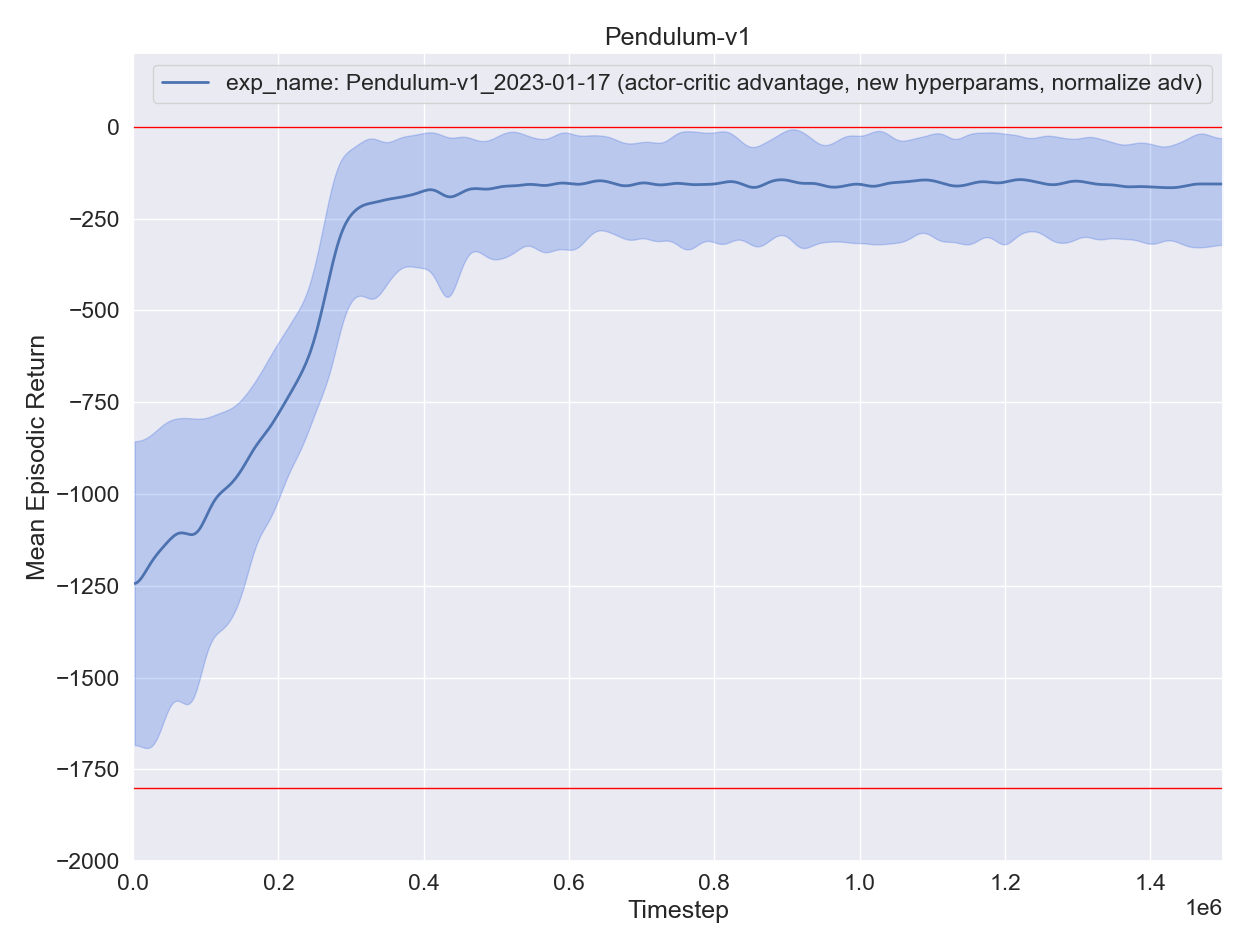 Pendulum-v1
exp_name: Pendulum-v1_2023-01-17 (actor-critic advantage, new hyperparams, normalize adv)
Mean Episodic Return
0
−250
−500
−750
−1000
−1250
−1500
−1750
−2000
0.0 0.2 0.4 0.6 0.8 1.0 1.2 1.4
Timestep
1e6